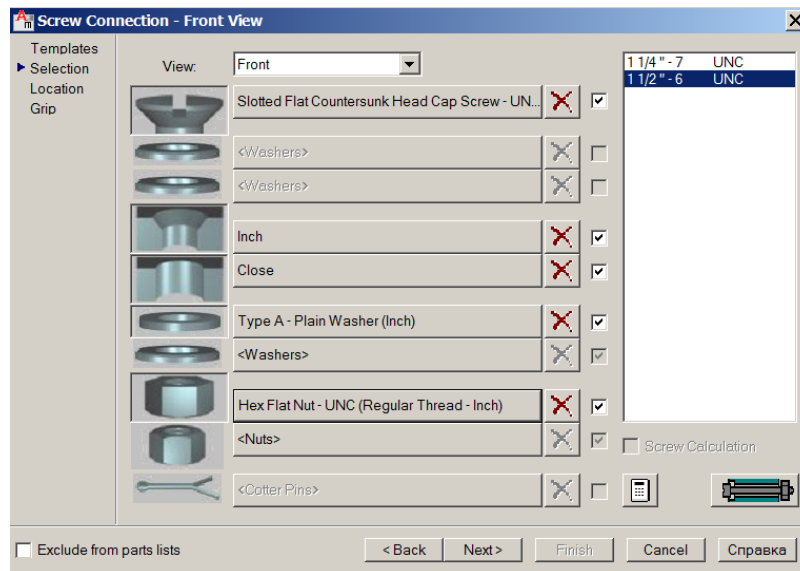 Screw Connection - Front View
Templates
Selection
Location
Grip
View:
Front
Slotted Flat Countersunk Head Cap Screw - UN...
<Washers>
<Washers>
Inch
Close
Type A - Plain Washer (Inch)
<Washers>
Hex Flat Nut - UNC (Regular Thread - Inch)
<Nuts>
<Cotter Pins>
1 1/4 " - 7 UNC
1 1/2 " - 6 UNC
Screw Calculation
Exclude from parts lists
< Back
Next >
Finish
Cancel
Справка